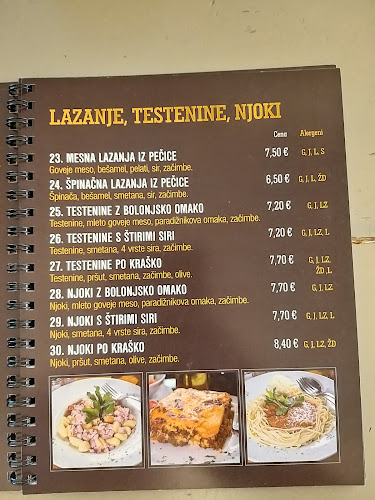 LAZANJE, TESTENINE, NJOKI
Cena Alergeni
23. MESNA LAZANJA IZ PEČICE 7,50 € G, J, L, S
Goveje meso, bešamel, pelati, sir, začimbe.
24. ŠPINAČNA LAZANJA IZ PEČICE 6,50 € G, J, L, ŽD
Špinača, bešamel, smetana, sir, začimbe.
25. TESTENINE Z BOLONJSKO OMAKO 7,20 € G, J, LZ
Testenine, mleto goveje meso, paradižnikova omaka, začimbe.
26. TESTENINE S ŠTIRIMI SIRI 7,20 € G, J, LZ, L
Testenine, smetana, 4 vrste sira, začimbe.
27. TESTENINE PO KRAŠKO 7,70 € G, J, LZ,
ŽD, L
Testenine, pršut, smetana, začimbe, olive.
28. NJOKI Z BOLONJSKO OMAKO 7,70 € G, J, LZ
Njoki, mleto goveje meso, paradižnikova omaka, začimbe.
29. NJOKI S ŠTIRIMI SIRI 7,70 € G, J, LZ, L
Njoki, smetana, 4 vrste sira, začimbe.
30. NJOKI PO KRAŠKO 8,40 € G, J, LZ, ŽD
Njoki, pršut, smetana, olive, začimbe.